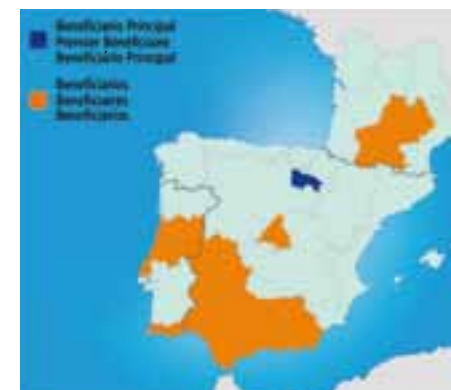 Beneficiario Principal
Premier Bénéficiaire
Beneficiário Principal
Beneficiarios
Bénéficiaires
Beneficiários